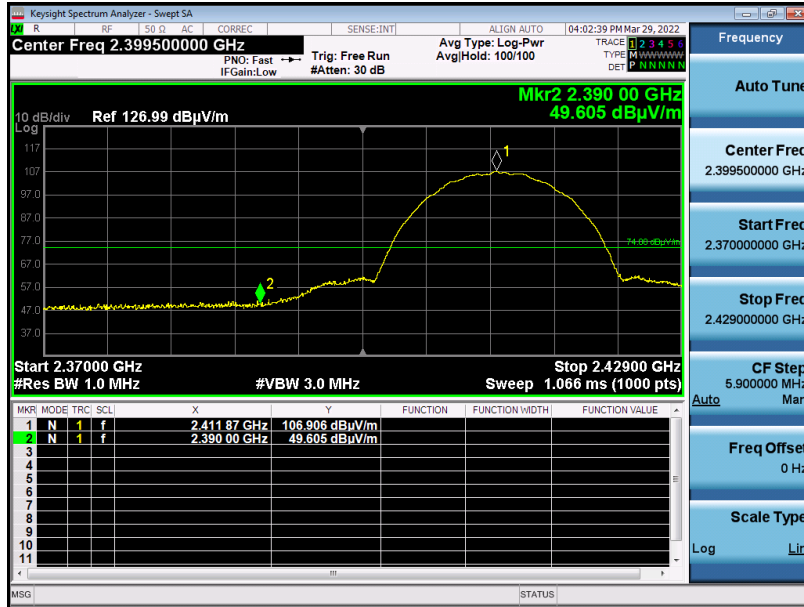 Keysight Spectrum Analyzer - Swept SA
LXI R RF 50 Ω AC CORREC SENSE:INT ALIGN AUTO 04:02:39 PM Mar 29, 2022
Center Freq 2.399500000 GHz
PNO: Fast
IFGain:Low
Trig: Free Run
#Atten: 30 dB
Avg Type: Log-Pwr
Avg|Hold: 100/100
TRACE 1 2 3 4 5 6
TYPE M W W W W W
DET P N N N N N
Mkr2 2.390 00 GHz
49.605 dBµV/m
10 dB/div Ref 126.99 dBµV/m
Log
117
107
97.0
87.0
77.0
67.0
57.0
47.0
37.0
1
2
74.00 dBµV/m
Start 2.37000 GHz Stop 2.42900 GHz
#Res BW 1.0 MHz #VBW 3.0 MHz Sweep 1.066 ms (1000 pts)
MKR MODE TRC SCL X Y FUNCTION FUNCTION WIDTH FUNCTION VALUE
1 N 1 f 2.411 87 GHz 106.906 dBµV/m
2 N 1 f 2.390 00 GHz 49.605 dBµV/m
3
4
5
6
7
8
9
10
11
MSG STATUS
Frequency
Auto Tune
Center Freq
2.399500000 GHz
Start Freq
2.370000000 GHz
Stop Freq
2.429000000 GHz
CF Step
5.900000 MHz
Auto Man
Freq Offset
0 Hz
Scale Type
Log Lin